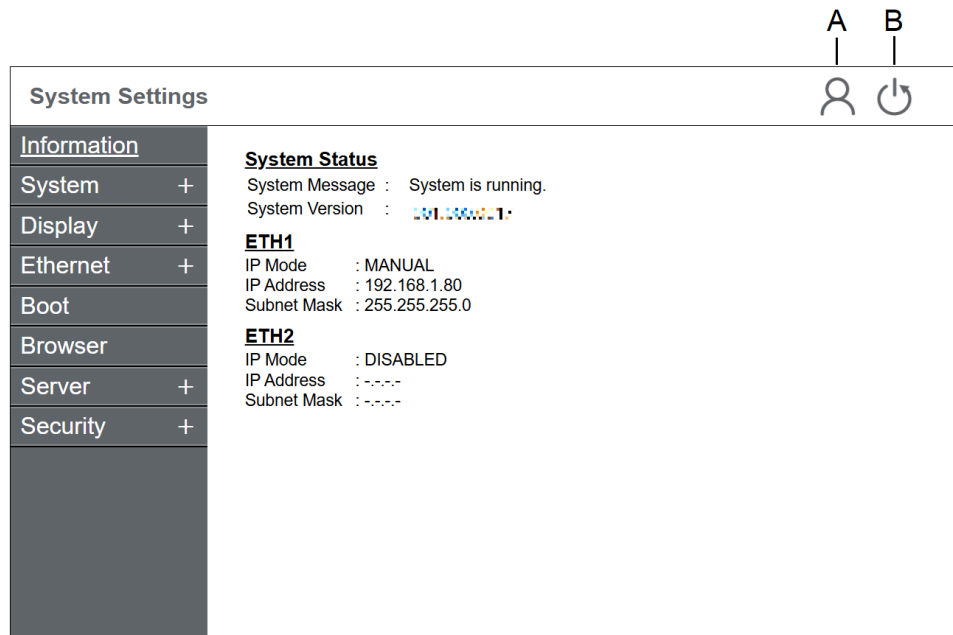 A B
System Settings
Information
System +
Display +
Ethernet +
Boot
Browser
Server +
Security +
System Status
System Message : System is running.
System Version :
ETH1
IP Mode : MANUAL
IP Address : 192.168.1.80
Subnet Mask : 255.255.255.0
ETH2
IP Mode : DISABLED
IP Address : -.-.-.-
Subnet Mask : -.-.-.-